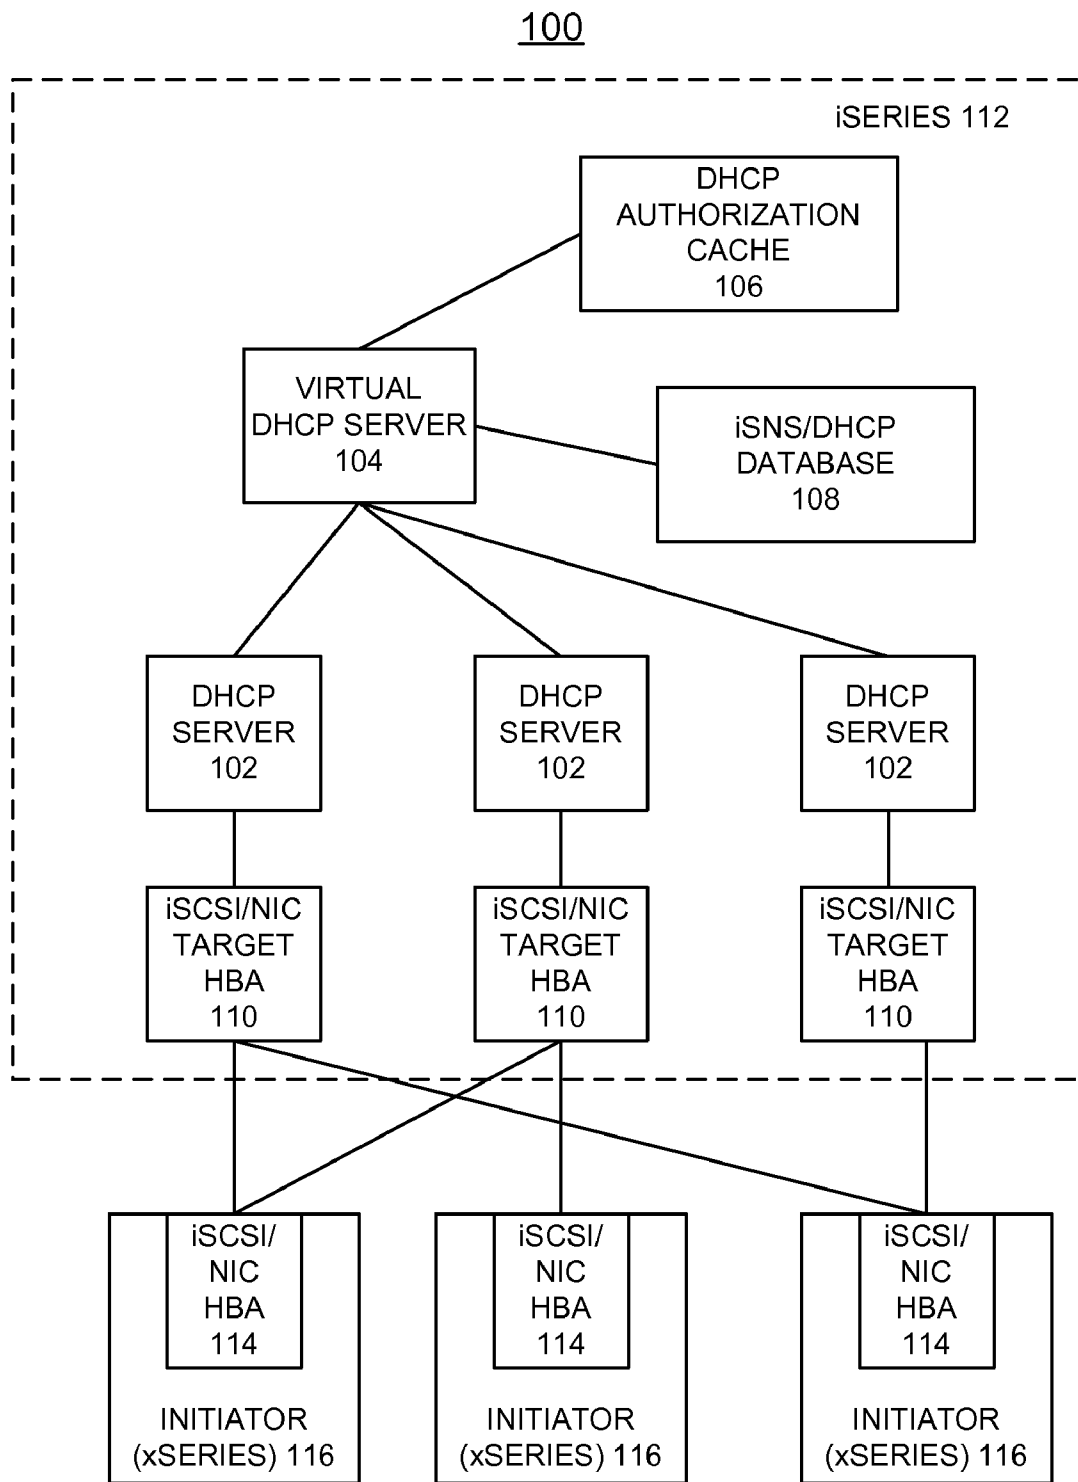 100
iSERIES 112
DHCP
AUTHORIZATION
CACHE
106
VIRTUAL
DHCP SERVER
104
iSNS/DHCP
DATABASE
108
DHCP
SERVER
102
DHCP
SERVER
102
DHCP
SERVER
102
iSCSI/NIC
TARGET
HBA
110
iSCSI/NIC
TARGET
HBA
110
iSCSI/NIC
TARGET
HBA
110
iSCSI/
NIC
HBA
114
INITIATOR
(xSERIES) 116
iSCSI/
NIC
HBA
114
INITIATOR
(xSERIES) 116
iSCSI/
NIC
HBA
114
INITIATOR
(xSERIES) 116